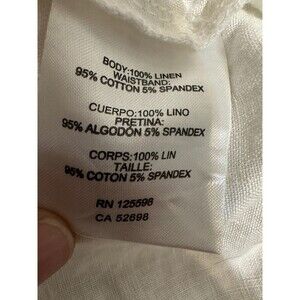 BODY:100% LINEN
WAISTBAND:
95% COTTON 5% SPANDEX
CUERPO:100% LINO
PRETINA:
95% ALGODÓN 5% SPANDEX
CORPS:100% LIN
TAILLE:
95% COTON 5% SPANDEX
RN 125598
CA 52698